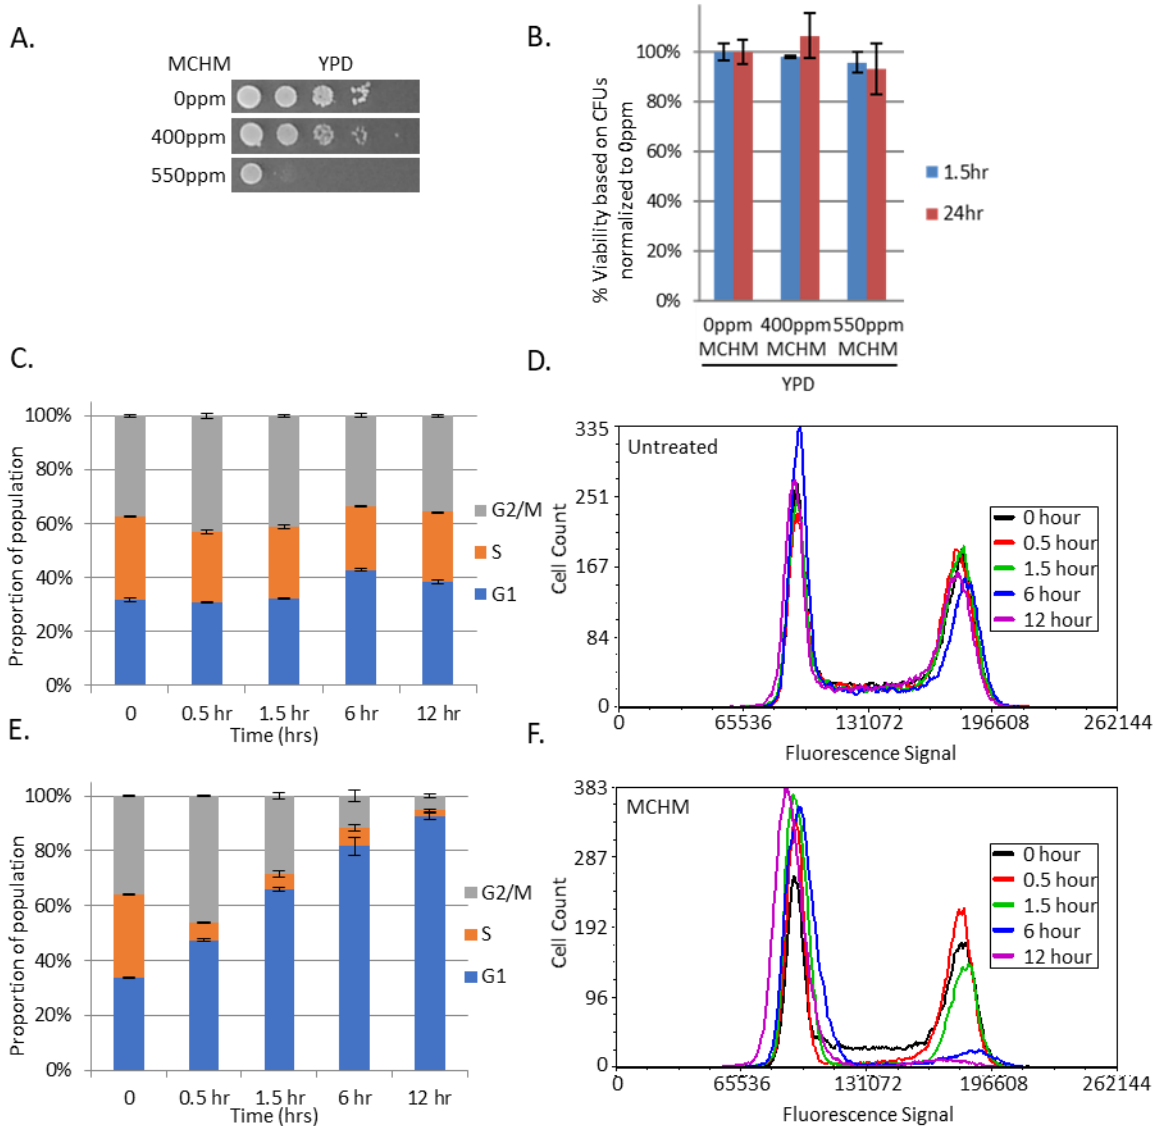 A.
MCHM YPD
0ppm
400ppm
550ppm
B.
% Viability based on CFUs
normalized to 0ppm
100%
80%
60%
40%
20%
0%
0ppm 400ppm 550ppm
MCHM MCHM MCHM
YPD
1.5hr
24hr
C.
Proportion of population
100%
80%
60%
40%
20%
0%
0 0.5 hr 1.5 hr 6 hr 12 hr
Time (hrs)
G2/M
S
G1
D.
Untreated
Cell Count
335
251
167
84
0
0 65536 131072 196608 262144
Fluorescence Signal
0 hour
0.5 hour
1.5 hour
6 hour
12 hour
E.
Proportion of population
100%
80%
60%
40%
20%
0%
0 0.5 hr 1.5 hr 6 hr 12 hr
Time (hrs)
G2/M
S
G1
F.
MCHM
Cell Count
383
287
192
96
0
0 65536 131072 196608 262144
Fluorescence Signal
0 hour
0.5 hour
1.5 hour
6 hour
12 hour